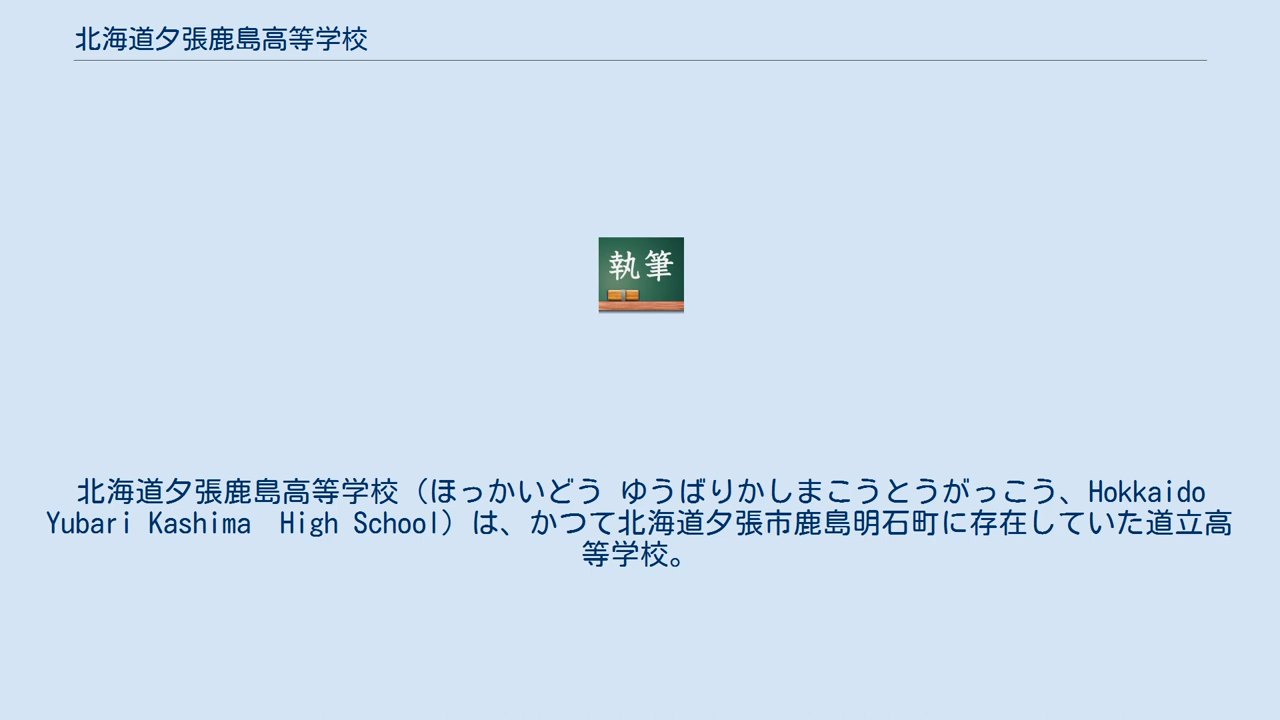 北海道夕張鹿島高等学校
執筆
北海道夕張鹿島高等学校（ほっかいどう ゆうばりかしまこうとうがっこう、Hokkaido
Yubari Kashima　High School）は、かつて北海道夕張市鹿島明石町に存在していた道立高
等学校。